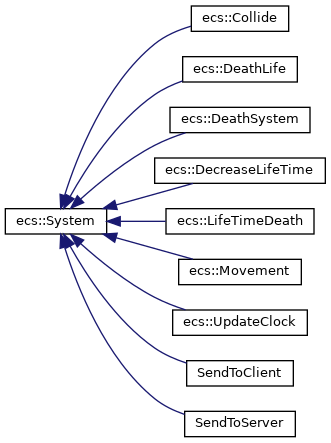 ecs::Collide
ecs::DeathLife
ecs::DeathSystem
ecs::DecreaseLifeTime
ecs::System
ecs::LifeTimeDeath
ecs::Movement
ecs::UpdateClock
SendToClient
SendToServer